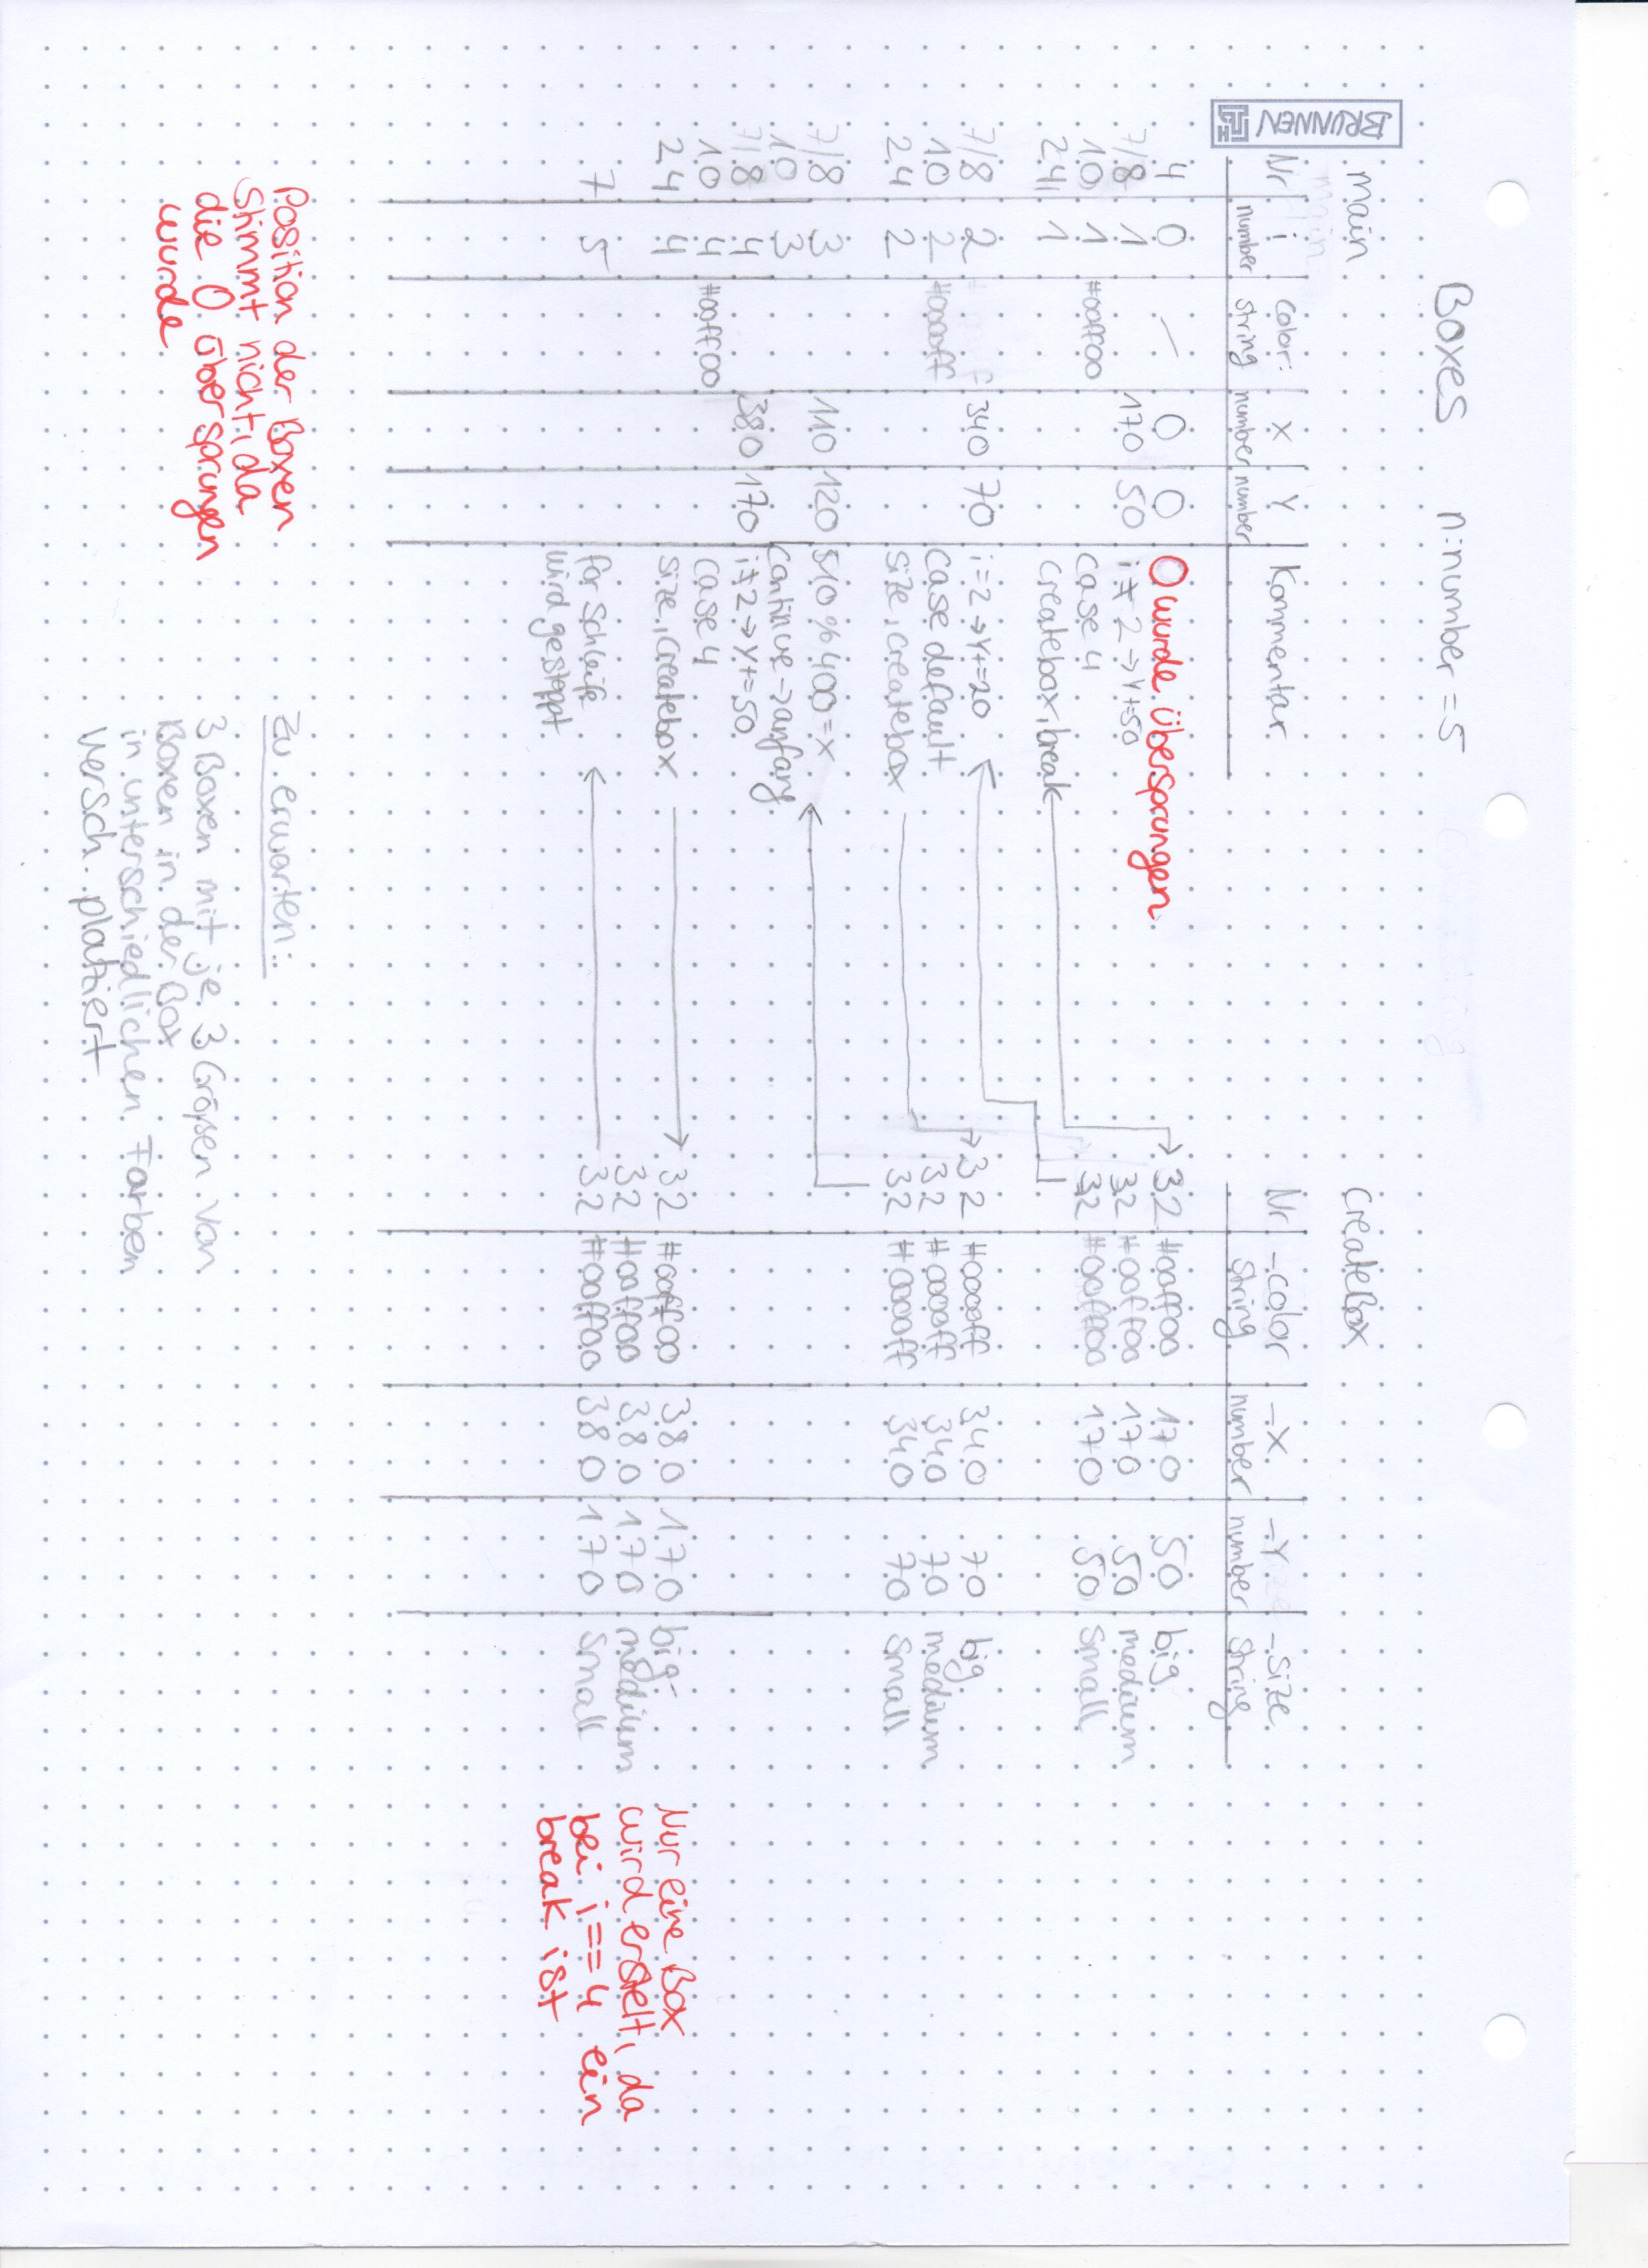 Boxes n:number = 5
BRUNNEN
main
main
Nr i Color: X Y Kommentar
number string number number
4 0 – 0 0 0 wurde übersprungen
7/8 1 170 50 i ≠ 2 → Y+=50
10 1 #00ff00 case 4
24 1 createbox, break
7/8 2 340 70 i=2 → Y+=20
10 2 #0000ff case default
24 2 size, createbox
7/8 3 110 120 510 % 400 = X
10 3 continue → anfang
7/8 4 380 170 i≠2 → Y+=50
10 4 #00ff00 case 4
24 4 size, createbox
7 5 for Schleife
wird gestoppt
createBox
Nr _color _X _Y _size
string number number string
32 #00ff00 170 50 big
32 #00ff00 170 50 medium
32 #00ff00 170 50 small
32 #0000ff 340 70 big
32 #0000ff 340 70 medium
32 #0000ff 340 70 small
32 #00ff00 380 170 big
32 #00ff00 380 170 medium
32 #00ff00 380 170 small
Nur eine Box
wird erstelt, da
bei i==4 ein
break ist
Position der Boxen
stimmt nicht, da
die 0 übersprungen
wurde
Zu erwarten:
3 Boxen mit je 3 Größen von
Boxen in der Box
in unterschiedlichen Farben
versch. platziert